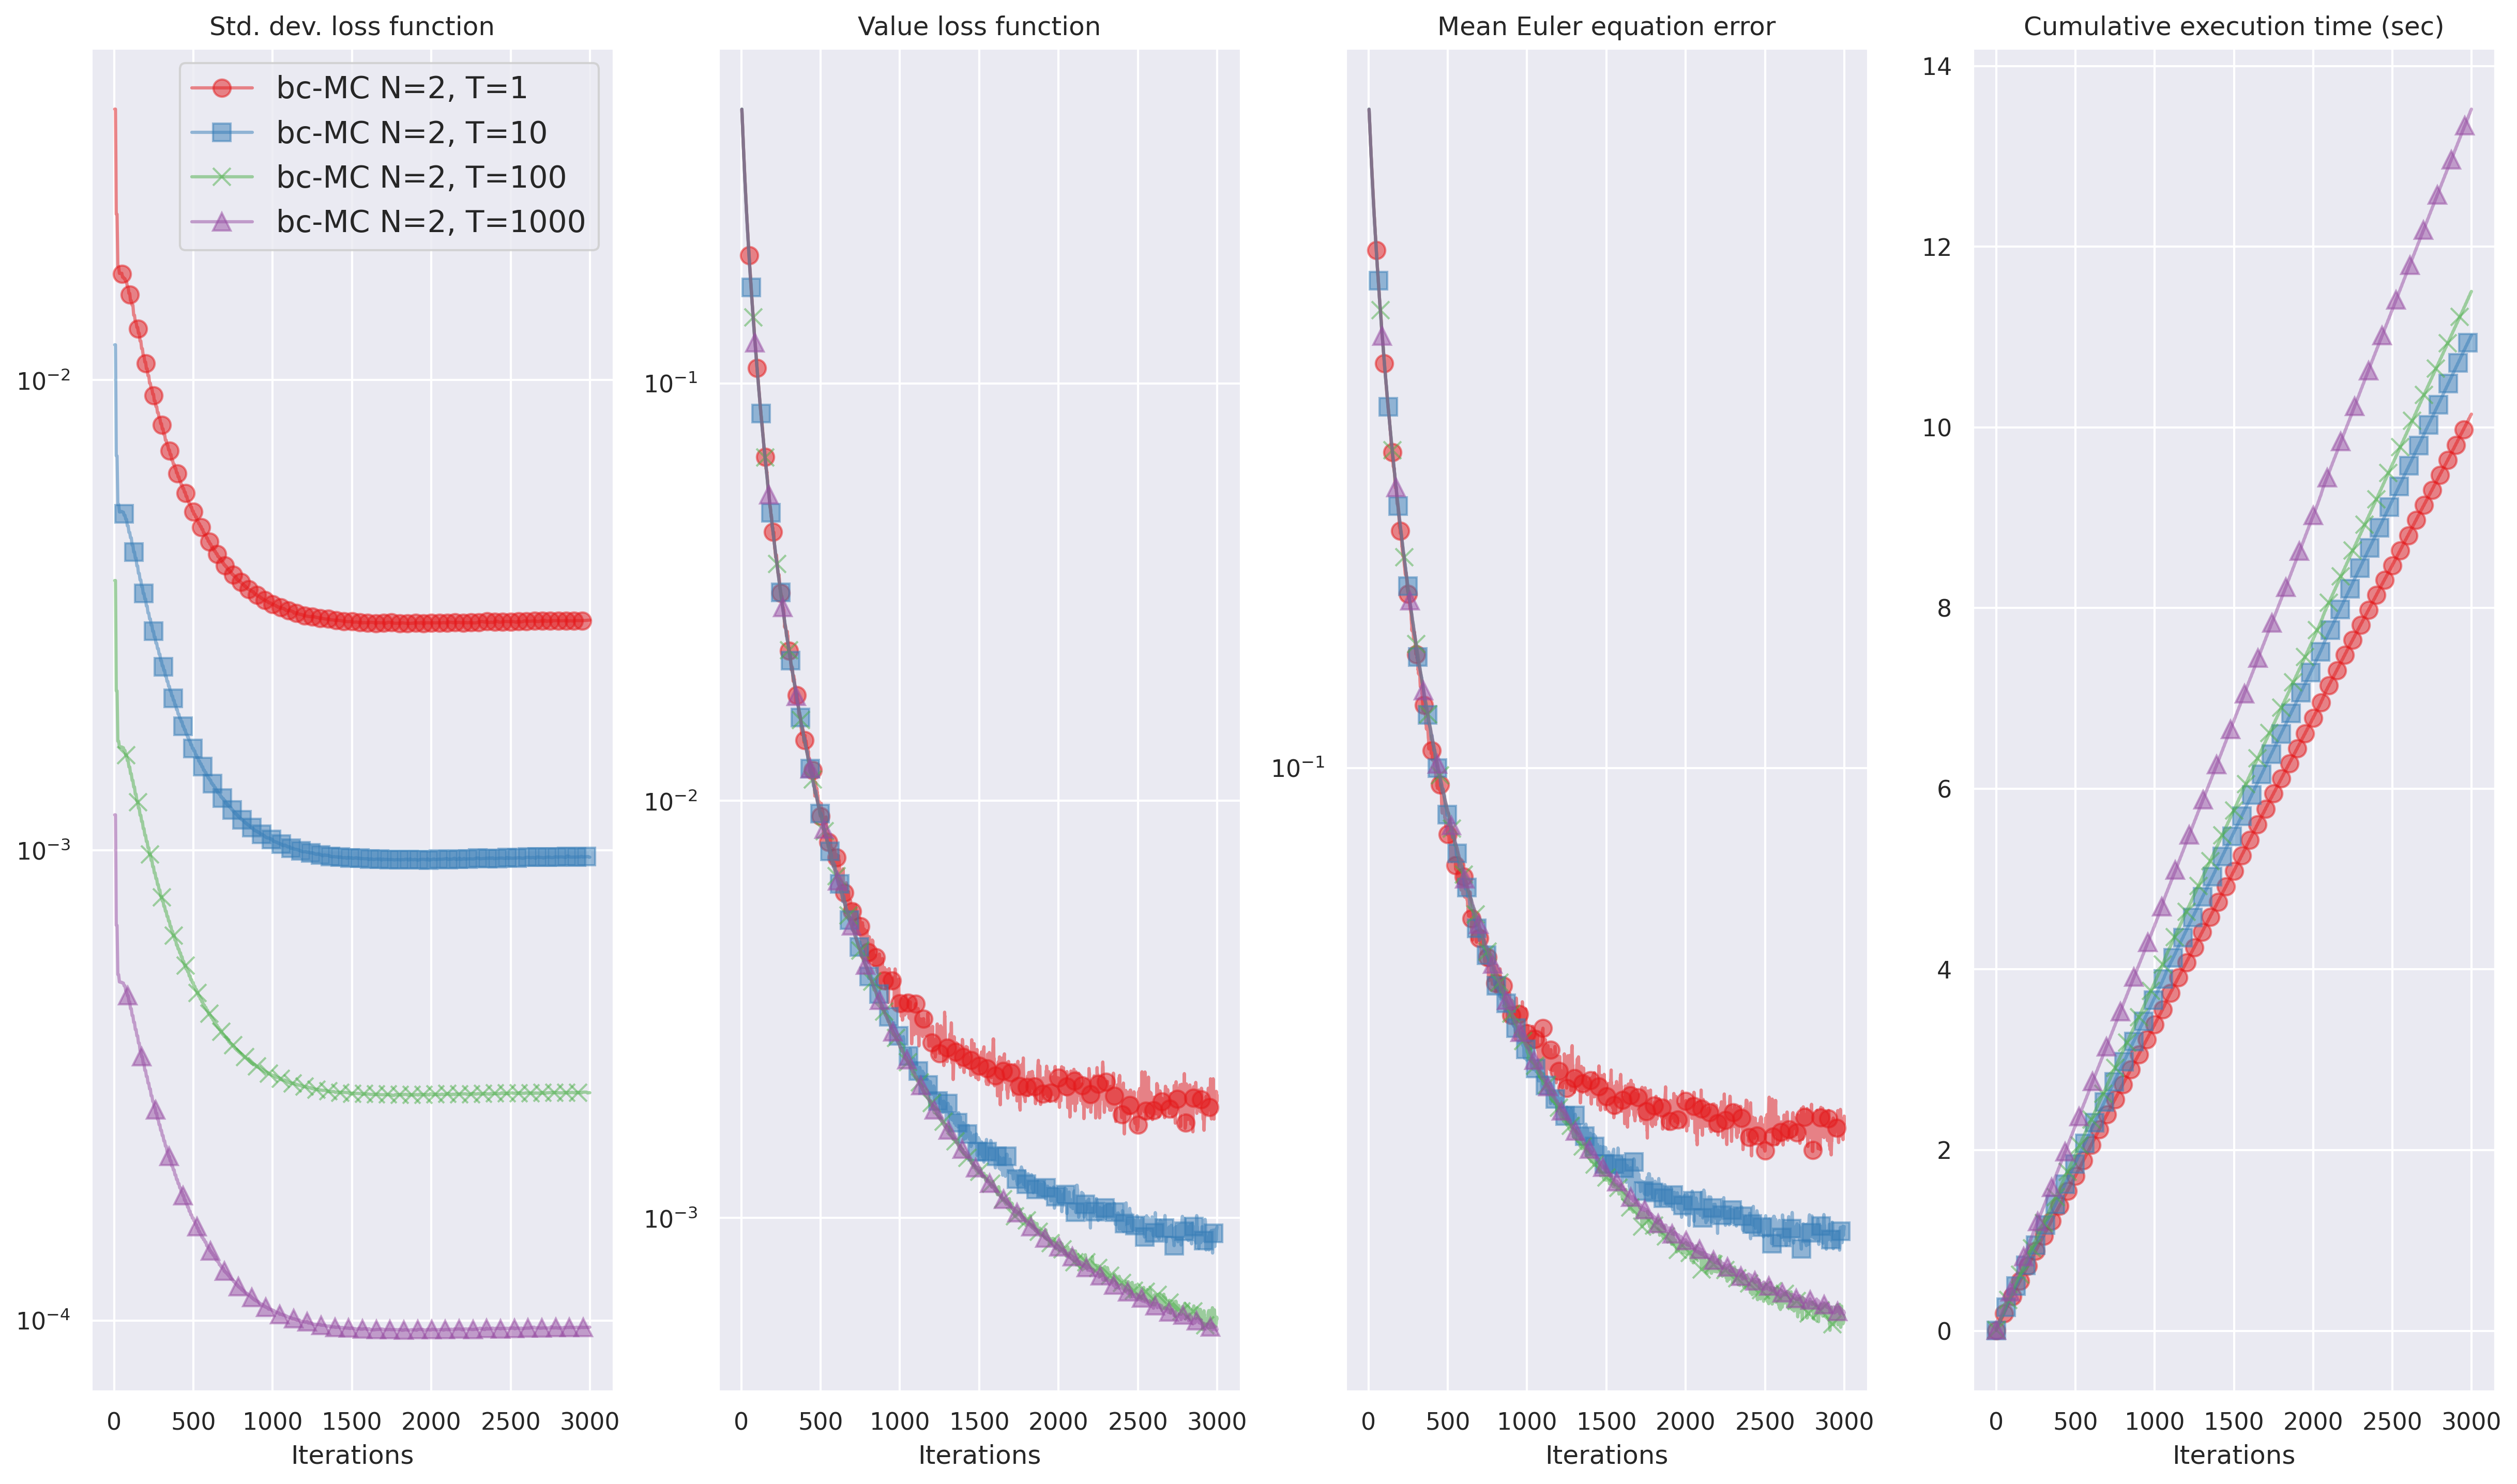 Std. dev. loss function
bc-MC N=2, T=1
bc-MC N=2, T=10
bc-MC N=2, T=100
bc-MC N=2, T=1000
10⁻²
10⁻³
10⁻⁴
0 500 1000 1500 2000 2500 3000
Iterations
Value loss function
10⁻¹
10⁻²
10⁻³
0 500 1000 1500 2000 2500 3000
Iterations
Mean Euler equation error
10⁻¹
0 500 1000 1500 2000 2500 3000
Iterations
Cumulative execution time (sec)
14
12
10
8
6
4
2
0
0 500 1000 1500 2000 2500 3000
Iterations